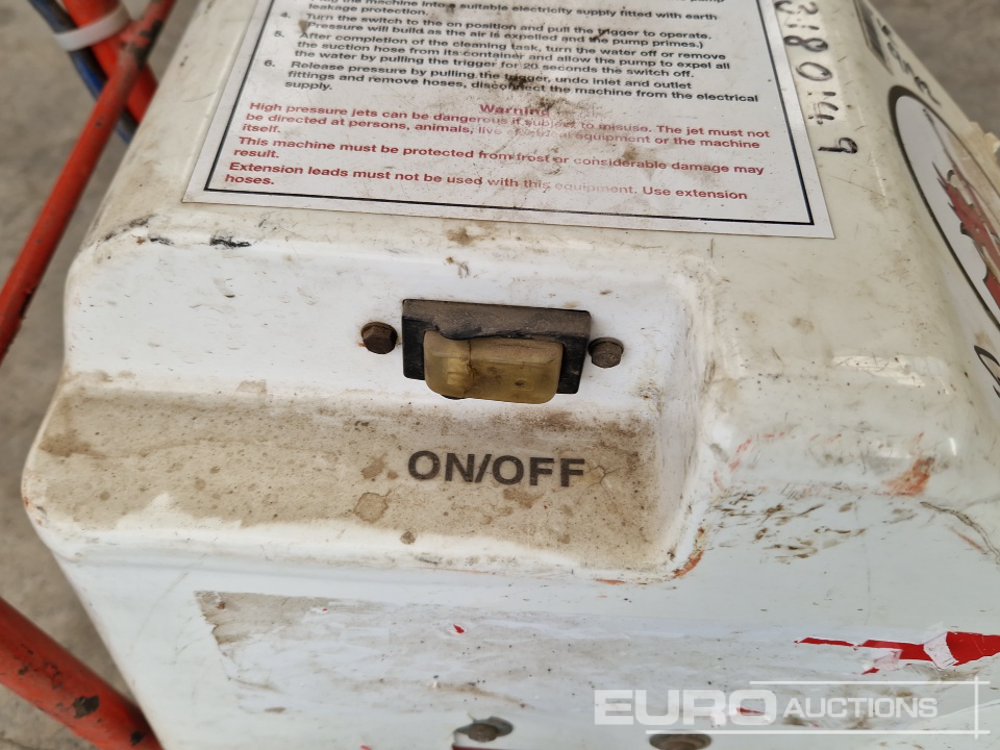 the machine into a suitable electricity supply fitted with earth
leakage protection.
4. Turn the switch to the on position and pull the trigger to operate.
Pressure will build as the air is expelled and the pump primes.)
5. After completion of the cleaning task, turn the water off or remove
the suction hose from its container and allow the pump to expel all
the water by pulling the trigger for 20 seconds the switch off.
6. Release pressure by pulling the trigger, undo inlet and outlet
fittings and remove hoses, disconnect the machine from the electrical
supply.
Warning
High pressure jets can be dangerous if subject to misuse. The jet must not
be directed at persons, animals, live electrical equipment or the machine
itself.
This machine must be protected from frost or considerable damage may
result.
Extension leads must not be used with this equipment. Use extension
hoses.
ON/OFF
EURO AUCTIONS